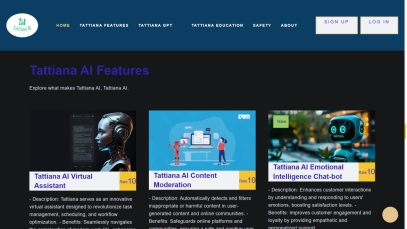 Tattiana AI
HOME TATTIANA FEATURES TATTIANA GPT TATTIANA EDUCATION SAFETY ABOUT SIGN UP LOG IN
Tattiana AI Features
Explore what makes Tattiana AI, Tattiana AI.
Tattiana AI Virtual
Assistant
10
- Description: Tattiana serves as an innovative
virtual assistant designed to revolutionize task
management, scheduling, and workflow
optimization. - Benefits: Seamlessly navigates
Tattiana AI Content
Moderation
10
- Description: Automatically detects and filters
inappropriate or harmful content in user-
generated content and online communities. -
Benefits: Safeguards online platforms and
Tattiana AI Emotional
Intelligence Chat-bot
10
- Description: Enhances customer interactions
by understanding and responding to users'
emotions, boosting satisfaction levels. -
Benefits: Improves customer engagement and
loyalty by providing empathetic and